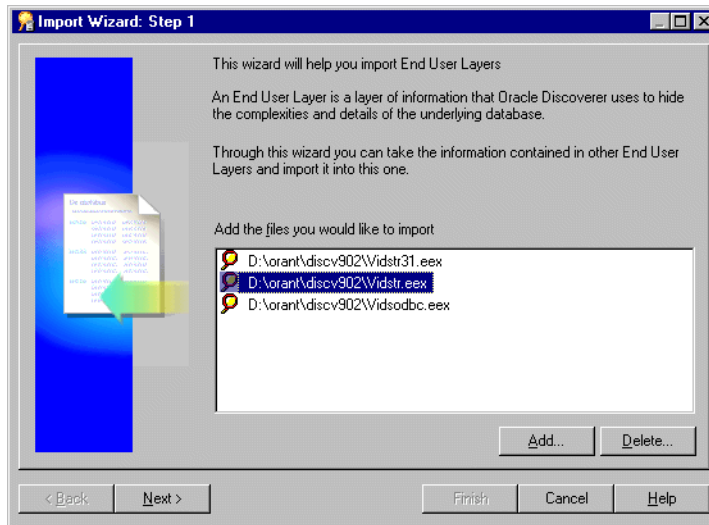 Import Wizard: Step 1
This wizard will help you import End User Layers
An End User Layer is a layer of information that Oracle Discoverer uses to hide
the complexities and details of the underlying database.
Through this wizard you can take the information contained in other End User
Layers and import it into this one.
Add the files you would like to import
D:\orant\discv902\Vidstr31.eex
D:\orant\discv902\Vidstr.eex
D:\orant\discv902\Vidsodbc.eex
Add... Delete...
< Back Next > Finish Cancel Help